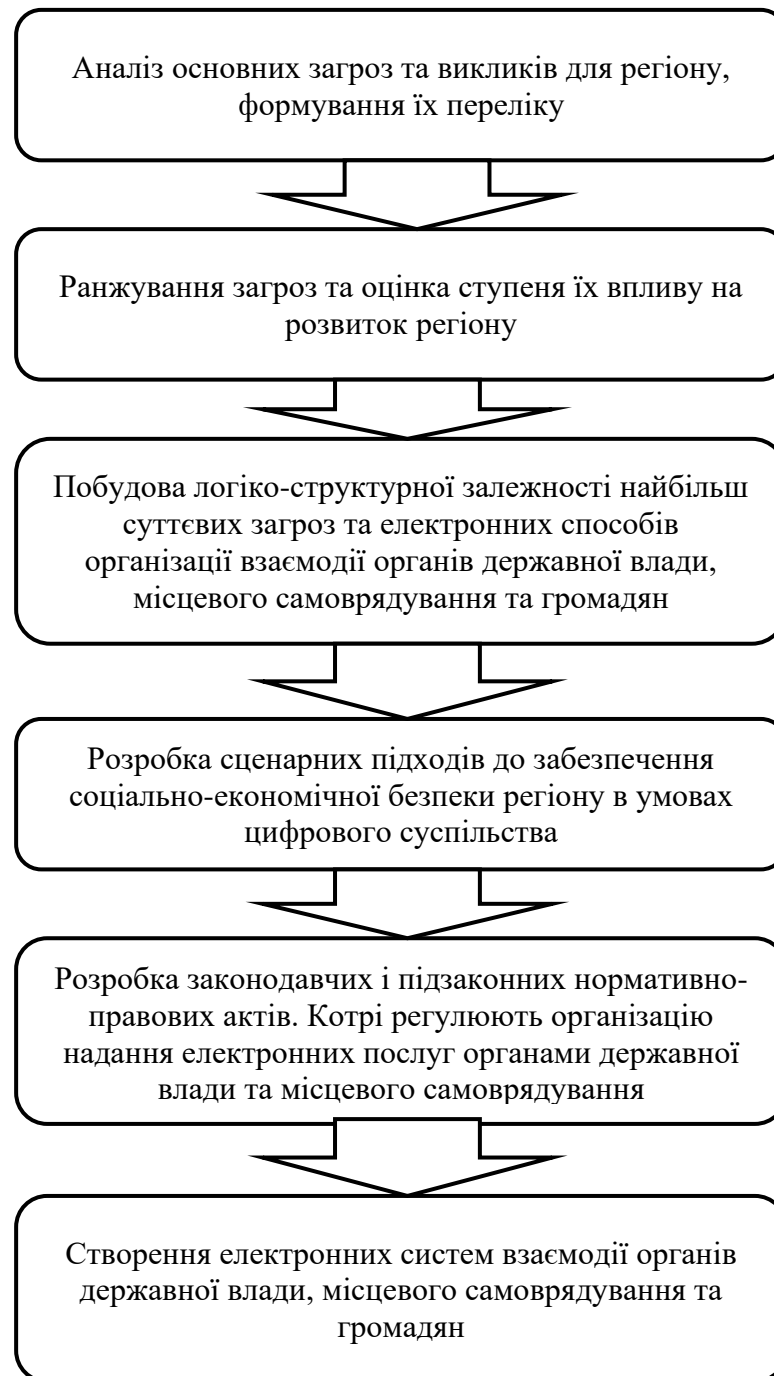 Аналіз основних загроз та викликів для регіону,
формування їх переліку
Ранжування загроз та оцінка ступеня їх впливу на
розвиток регіону
Побудова логіко-структурної залежності найбільш
суттєвих загроз та електронних способів
організації взаємодії органів державної влади,
місцевого самоврядування та громадян
Розробка сценарних підходів до забезпечення
соціально-економічної безпеки регіону в умовах
цифрового суспільства
Розробка законодавчих і підзаконних нормативно-
правових актів. Котрі регулюють організацію
надання електронних послуг органами державної
влади та місцевого самоврядування
Створення електронних систем взаємодії органів
державної влади, місцевого самоврядування та
громадян